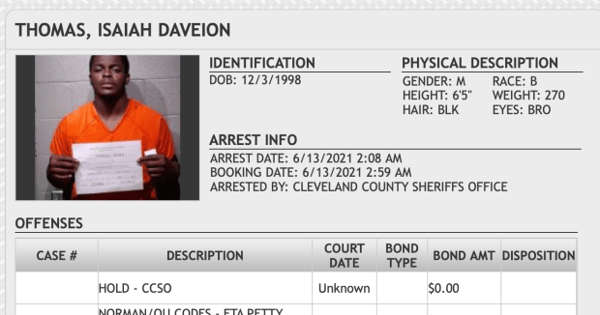 THOMAS, ISAIAH DAVEION
IDENTIFICATION
DOB: 12/3/1998
PHYSICAL DESCRIPTION
GENDER: M RACE: B
HEIGHT: 6'5" WEIGHT: 270
HAIR: BLK EYES: BRO
ARREST INFO
ARREST DATE: 6/13/2021 2:08 AM
BOOKING DATE: 6/13/2021 2:59 AM
ARRESTED BY: CLEVELAND COUNTY SHERIFFS OFFICE
OFFENSES
CASE # DESCRIPTION COURT DATE BOND TYPE BOND AMT DISPOSITION
HOLD - CCSO Unknown $0.00
NORMAN/OU CODES - FTA PETTY